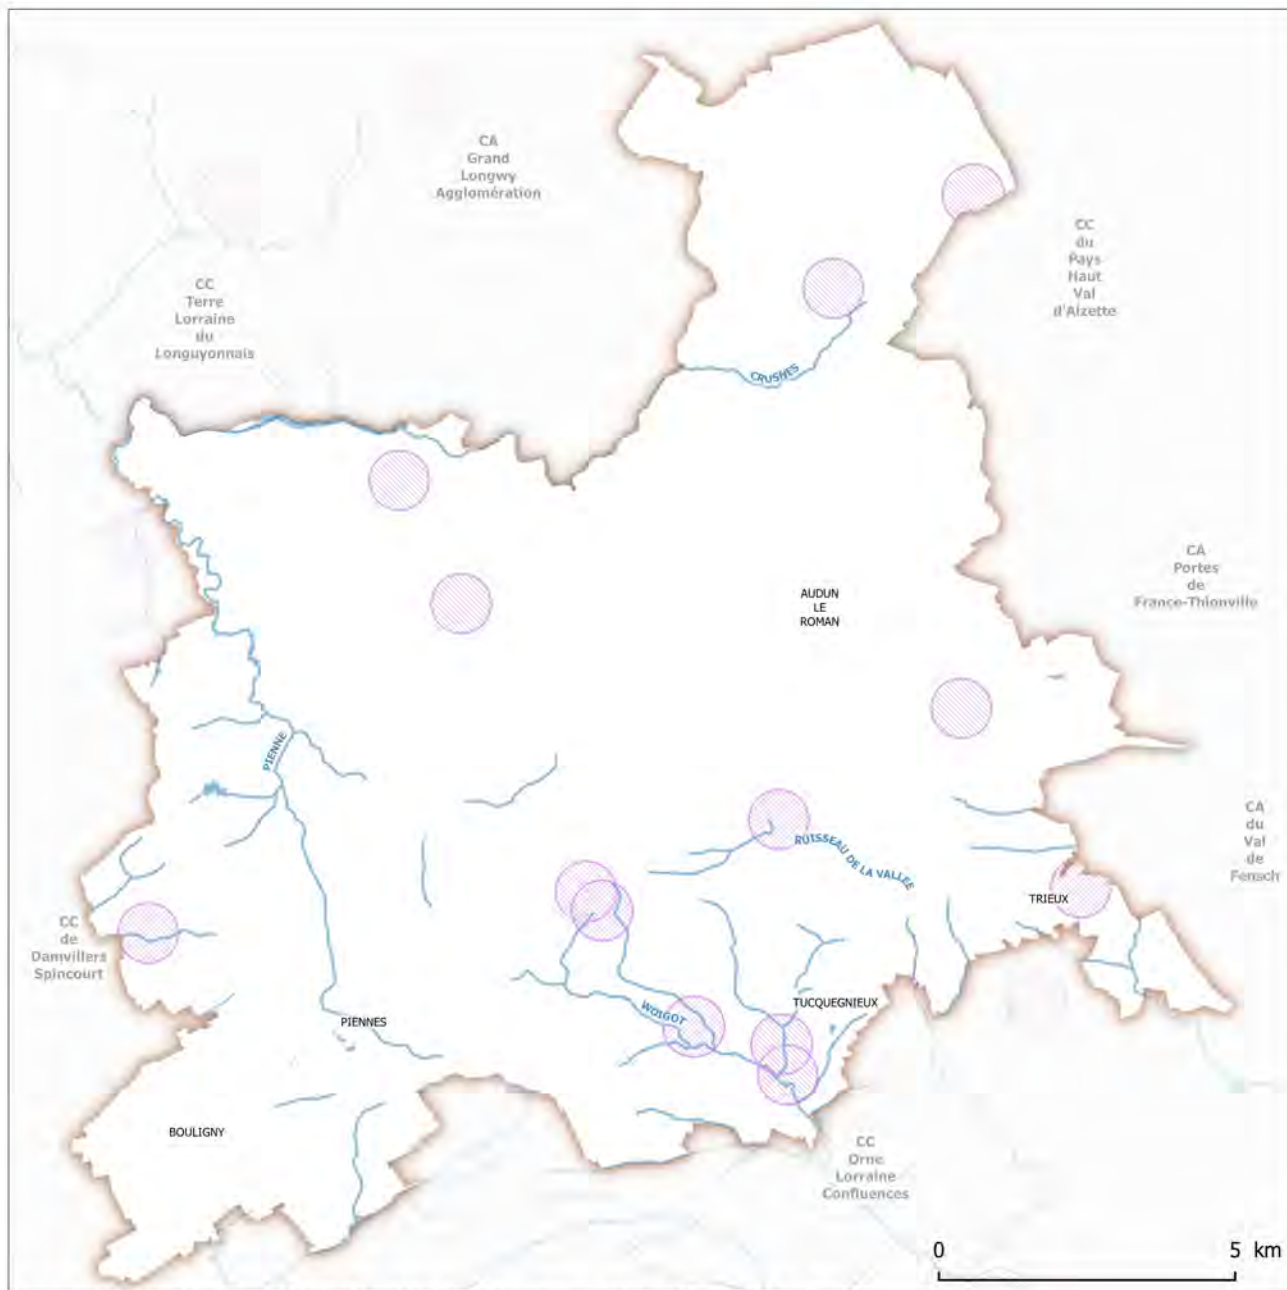 CA
Grand
Longwy
Agglomération
CC
du
Pays
Haut
Val
d'Alzette
CC
Terre
Lorraine
du
Longuyonnais
CRUSNES
CA
Portes
de
France-Thionville
AUDUN
LE
ROMAN
PIENNE
CA
du
Val
de
Fensch
RUISSEAU DE LA VALLÉE
TRIEUX
CC
de
Damvillers
Spincourt
TUCQUEGNIEUX
WOIGOT
PIENNES
BOULIGNY
CC
Orne
Lorraine
Confluences
0 5 km